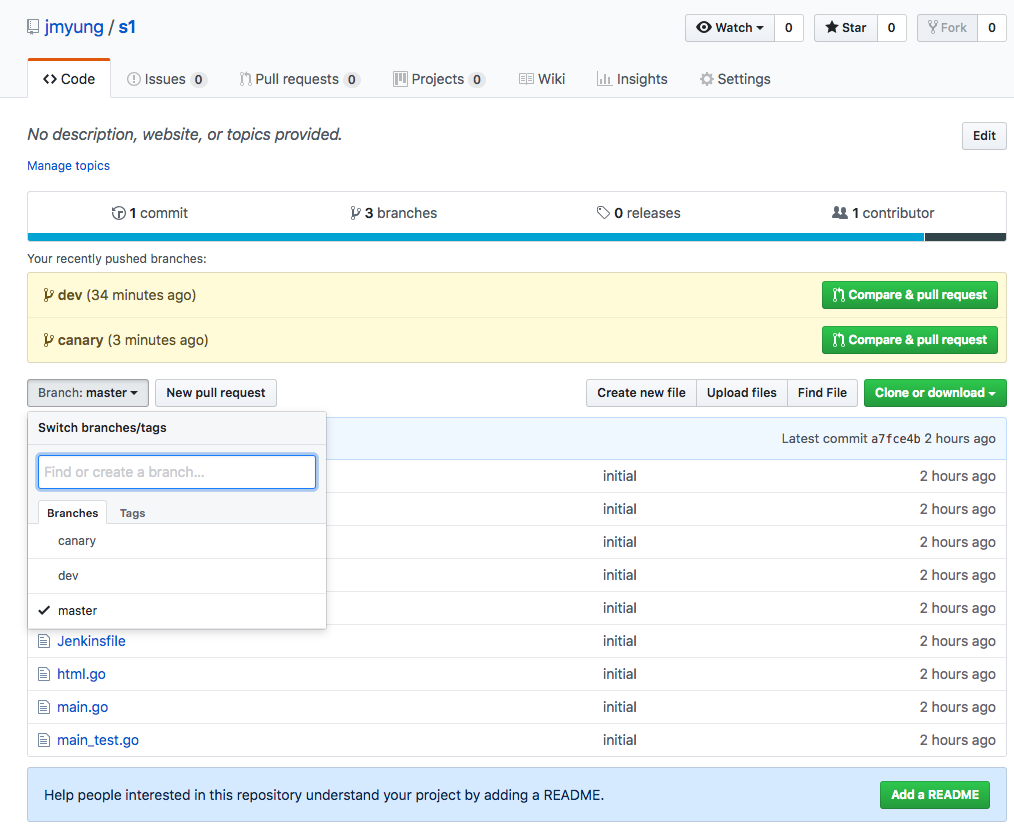 jmyung / s1
Watch 0 Star 0 Fork 0
Code Issues 0 Pull requests 0 Projects 0 Wiki Insights Settings
No description, website, or topics provided. Edit
Manage topics
1 commit 3 branches 0 releases 1 contributor
Your recently pushed branches:
dev (34 minutes ago) Compare & pull request
canary (3 minutes ago) Compare & pull request
Branch: master New pull request Create new file Upload files Find File Clone or download
Switch branches/tags
Latest commit a7fce4b 2 hours ago
Find or create a branch...
initial 2 hours ago
Branches Tags
initial 2 hours ago
canary
initial 2 hours ago
dev
initial 2 hours ago
master
initial 2 hours ago
Jenkinsfile initial 2 hours ago
html.go initial 2 hours ago
main.go initial 2 hours ago
main_test.go initial 2 hours ago
Help people interested in this repository understand your project by adding a README. Add a README